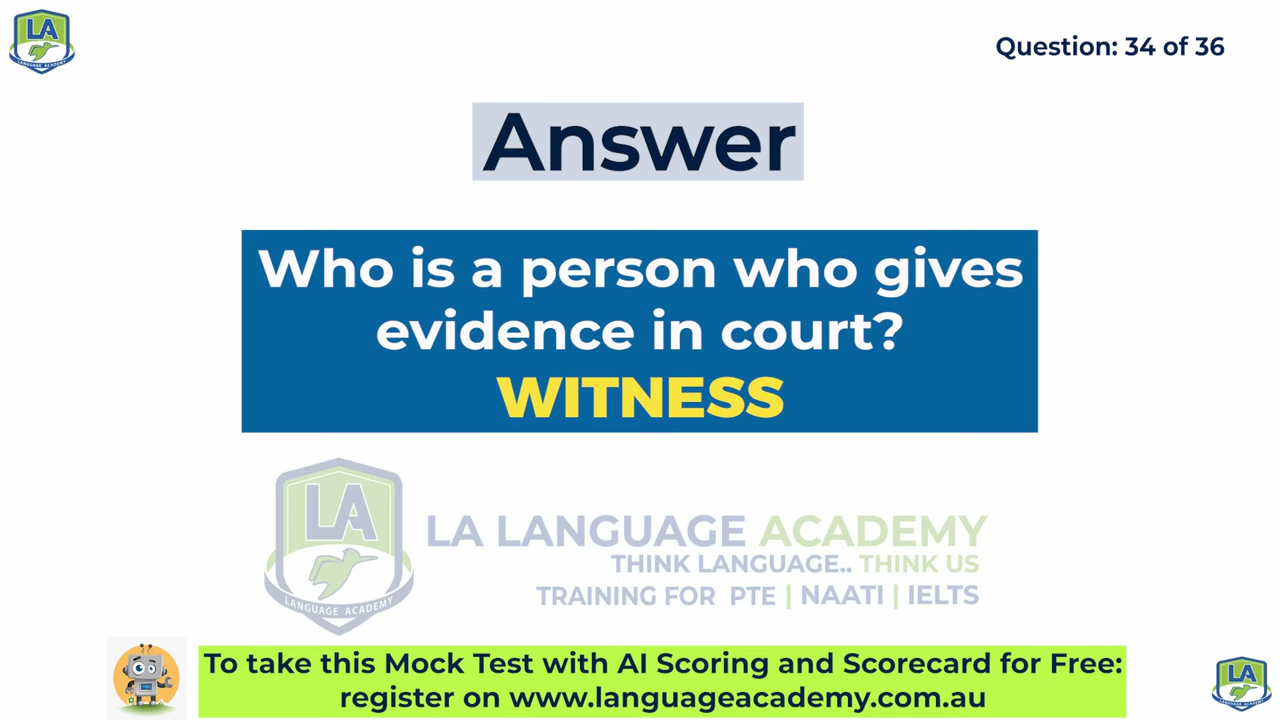 LA
LANGUAGE ACADEMY
Question: 34 of 36
Answer
Who is a person who gives
evidence in court?
WITNESS
LA
LANGUAGE ACADEMY
LA LANGUAGE ACADEMY
THINK LANGUAGE.. THINK US
TRAINING FOR PTE | NAATI | IELTS
To take this Mock Test with AI Scoring and Scorecard for Free:
register on www.languageacademy.com.au
LA
LANGUAGE ACADEMY